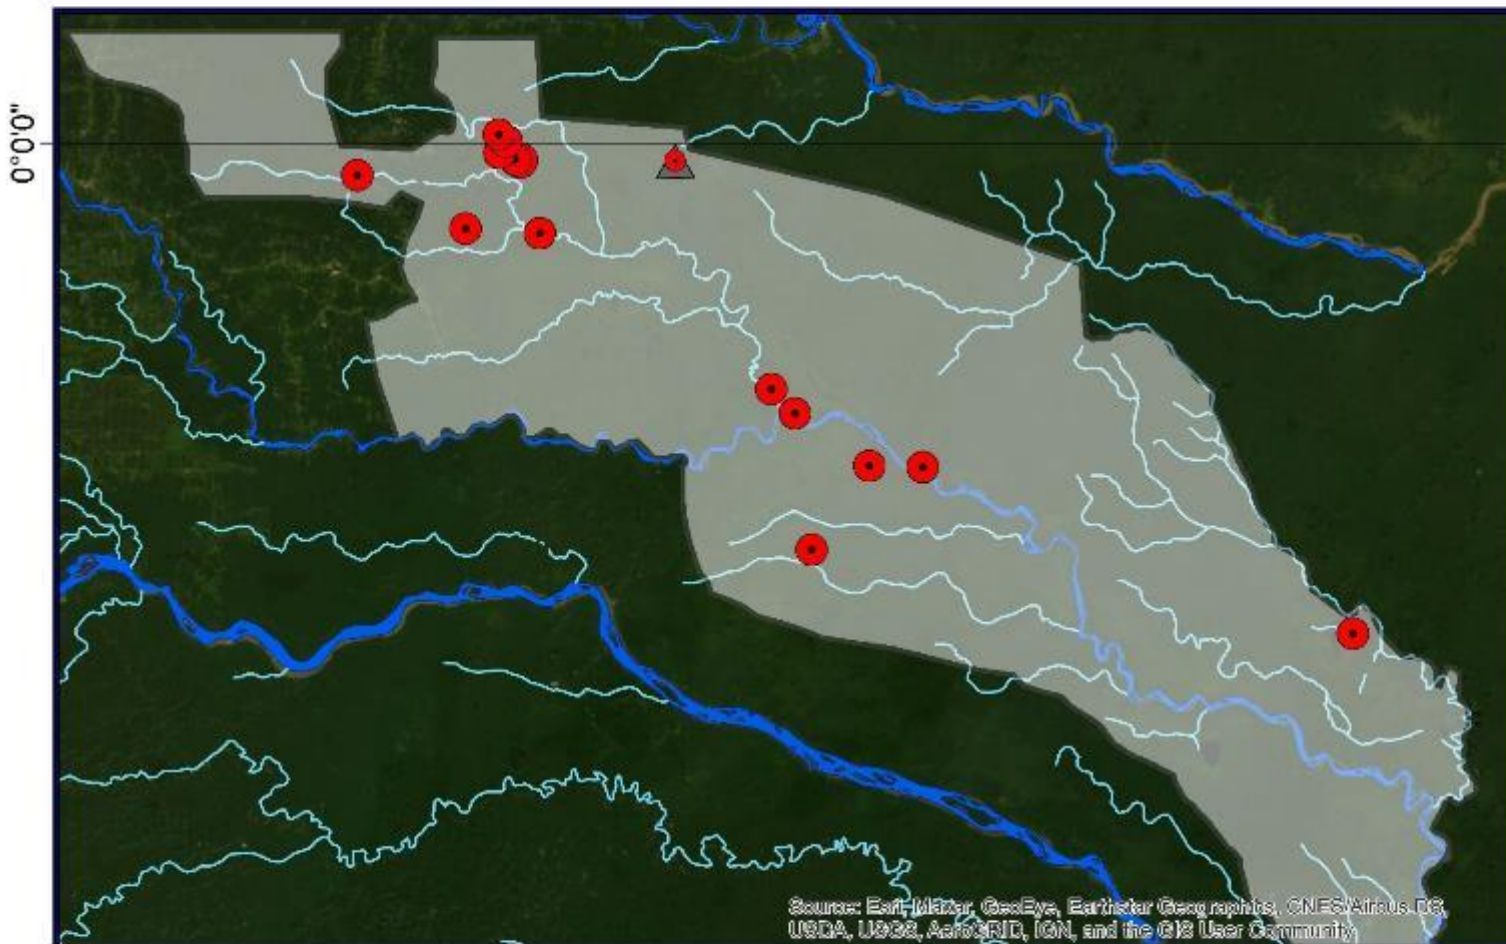 0°0'0"
Source: Esri, Maxar, GeoEye, Earthstar Geographics, CNES/Airbus DS,
USDA, USGS, AeroGRID, IGN, and the GIS User Community